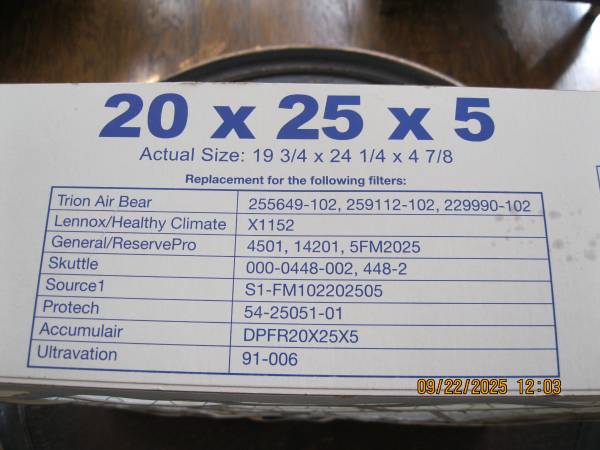 20 x 25 x 5
Actual Size: 19 3/4 x 24 1/4 x 4 7/8
Replacement for the following filters:
Trion Air Bear 255649-102, 259112-102, 229990-102
Lennox/Healthy Climate X1152
General/ReservePro 4501, 14201, 5FM2025
Skuttle 000-0448-002, 448-2
Source1 S1-FM102202505
Protech 54-25051-01
Accumulair DPFR20X25X5
Ultravation 91-006
09/22/2025 12:03